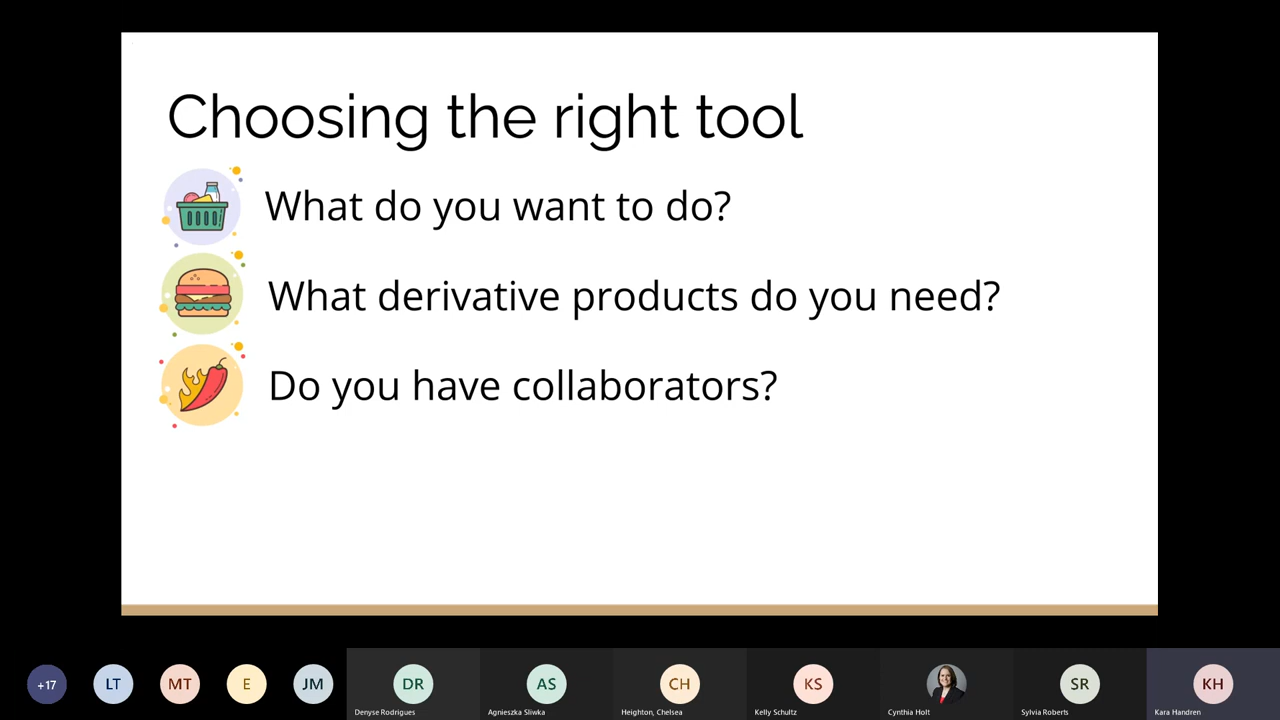 Choosing the right tool
What do you want to do?
What derivative products do you need?
Do you have collaborators?
+17
LT
MT
E
JM
DR
AS
CH
KS
SR
KH
Denyse Rodrigues
Agnieszka Sliwka
Heighton, Chelsea
Kelly Schultz
Cynthia Holt
Sylvia Roberts
Kara Handren